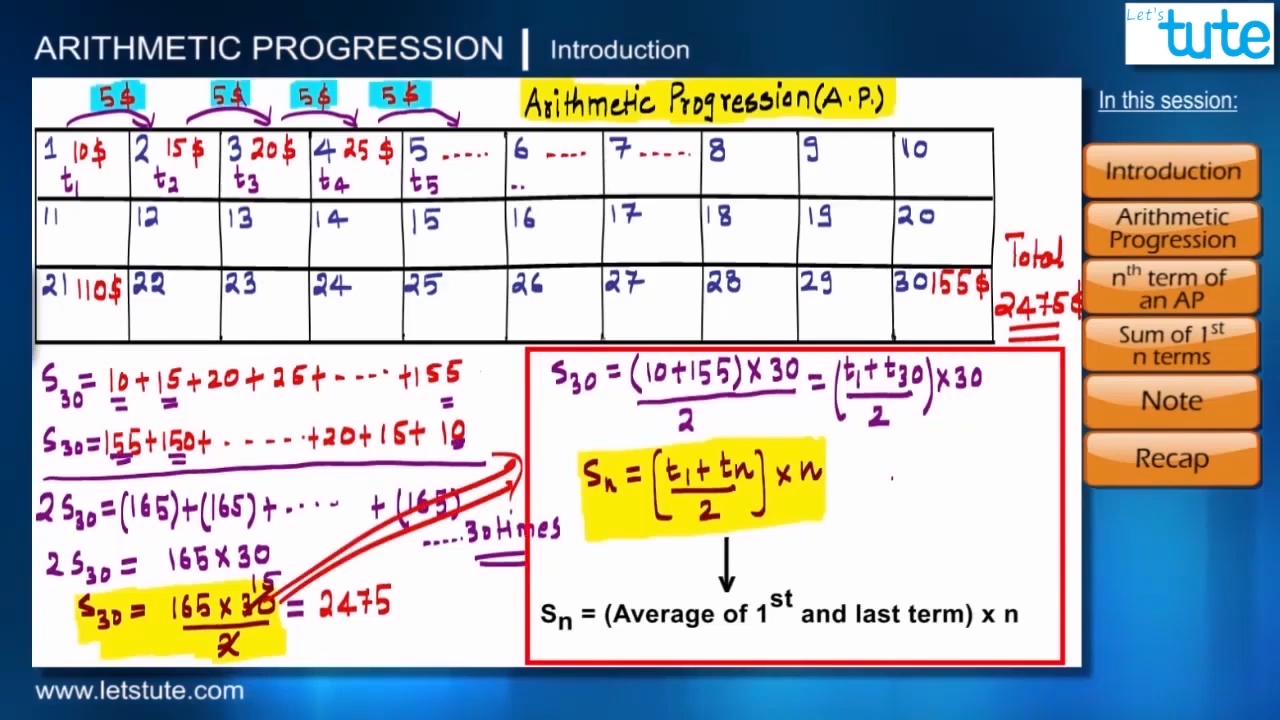 ARITHMETIC PROGRESSION | Introduction
Let's tute
5$ 5$ 5$ 5$
Arithmetic Progression (A.P.)
1 10$ 2 15$ 3 20$ 4 25$ 5 ...... 6 ..... 7 ...... 8 9 10
t₁ t₂ t₃ t₄ t₅ ..
11 12 13 14 15 16 17 18 19 20
21 110$ 22 23 24 25 26 27 28 29 30 155$
Total
2475$
S₃₀ = 10+15+20+25+ ..... +155
S₃₀ = 155+150+ ....... +20+15+10
2S₃₀ = (165)+(165)+ ..... +(165)
.....30times
2S₃₀ = 165×30
15
S₃₀ = 165×30/2 = 2475
S₃₀ = (10+155)×30/2 = (t₁+t₃₀/2)×30
Sₙ = [t₁+tₙ/2]×n
Sₙ = (Average of 1ˢᵗ and last term) x n
In this session:
Introduction
Arithmetic
Progression
nᵗʰ term of
an AP
Sum of 1ˢᵗ
n terms
Note
Recap
www.letstute.com